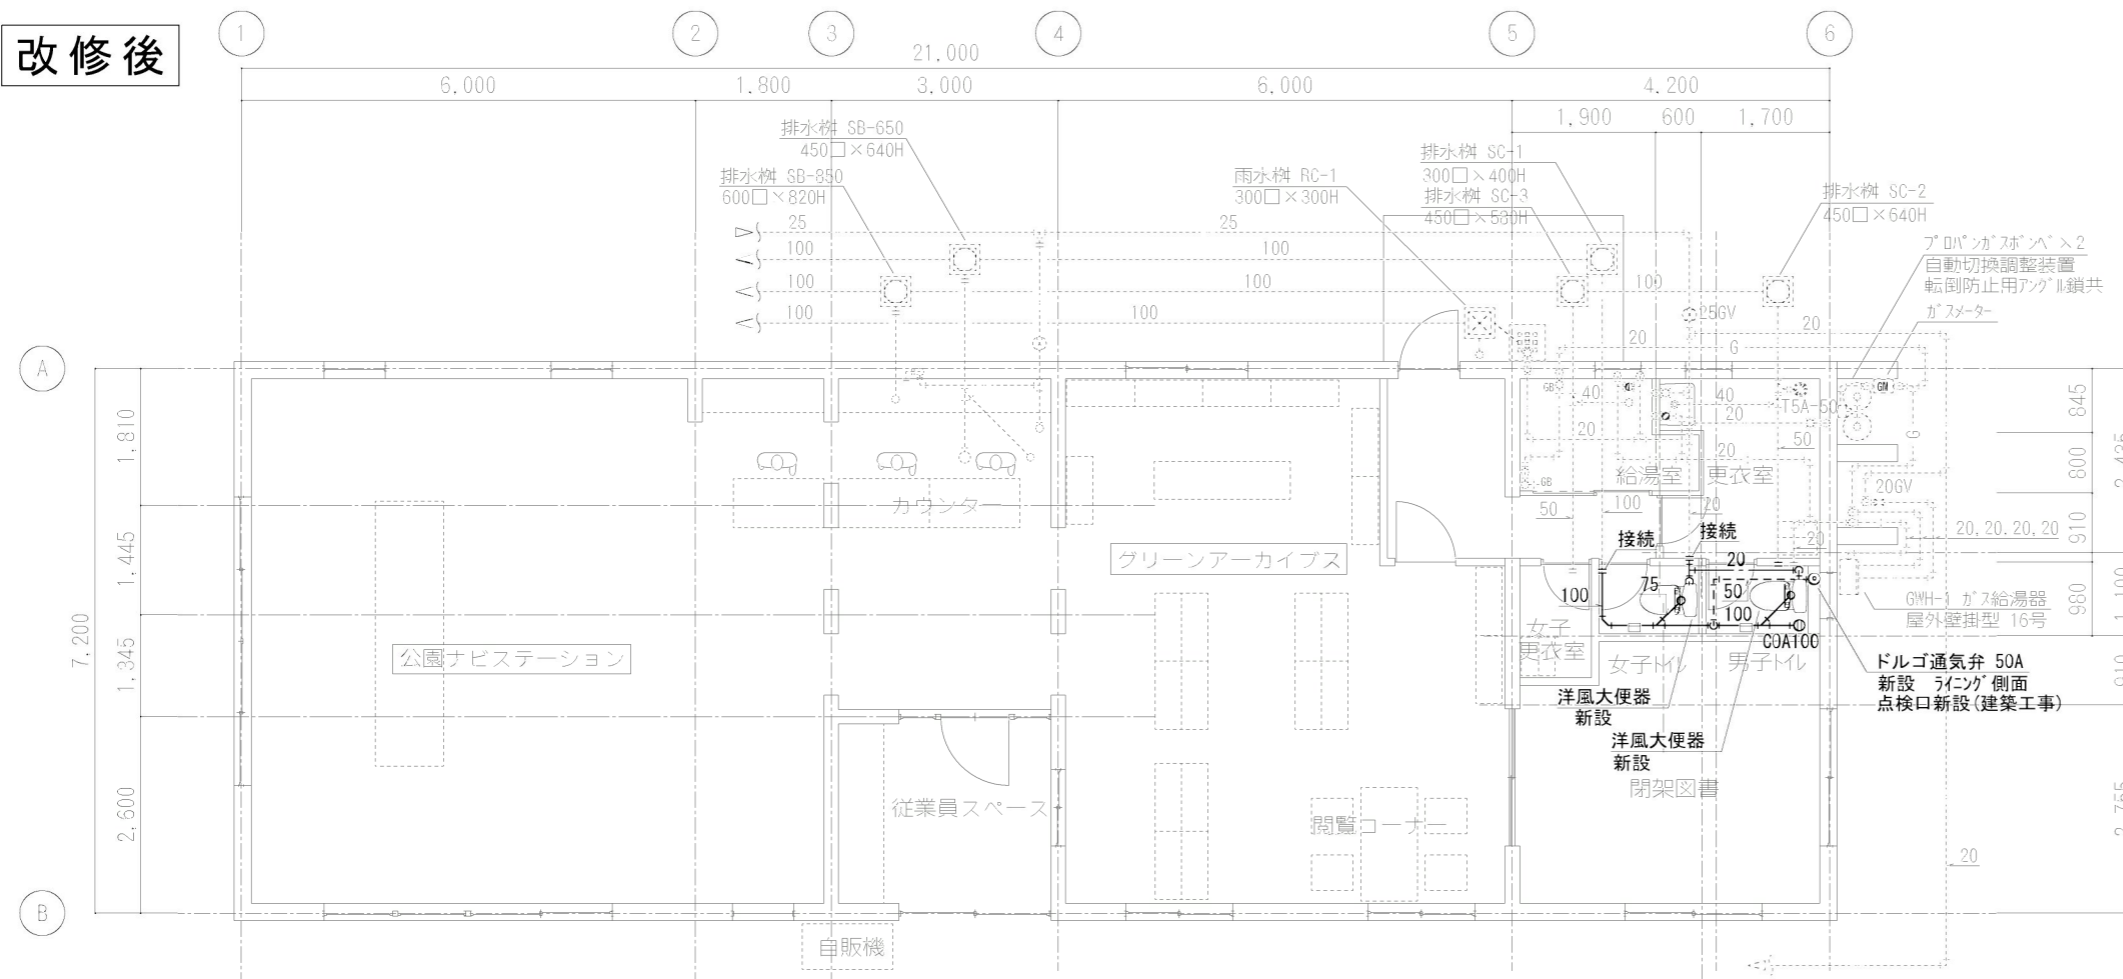 改修後
1
2
3
4
5
6
21,000
6,000
1,800
3,000
6,000
4,200
1,900
600
1,700
排水桝 SB-650
450□×640H
排水桝 SB-850
600□×820H
雨水桝 RC-1
300□×300H
排水桝 SC-1
300□×400H
排水桝 SC-3
450□×530H
排水桝 SC-2
450□×640H
プロパンガスボンベ×2
自動切換調整装置
転倒防止用アングル鎖共
ガスメーター
25
25
100
100
100
100
100
100
100
25GV
20
20
G
A
GB
GM
40
40
T5A-50
20
20
20
50
G
1,810
845
給湯室
更衣室
GB
600
20GV
カウンター
50
100
20
1,445
接続
接続
20
20,20,20,20
910
グリーンアーカイブス
20
75
50
100
100
GWH-1 ガス給湯器
屋外壁掛型 16号
980
1,100
7,200
1,345
公園ナビステーション
女子
更衣室
女子トイレ
男子トイレ
COA100
ドルゴ通気弁 50A
新設 ライニング側面
点検口新設(建築工事)
910
洋風大便器
新設
洋風大便器
新設
閉架図書
2,600
従業員スペース
閲覧コーナー
2,755
20
B
自販機